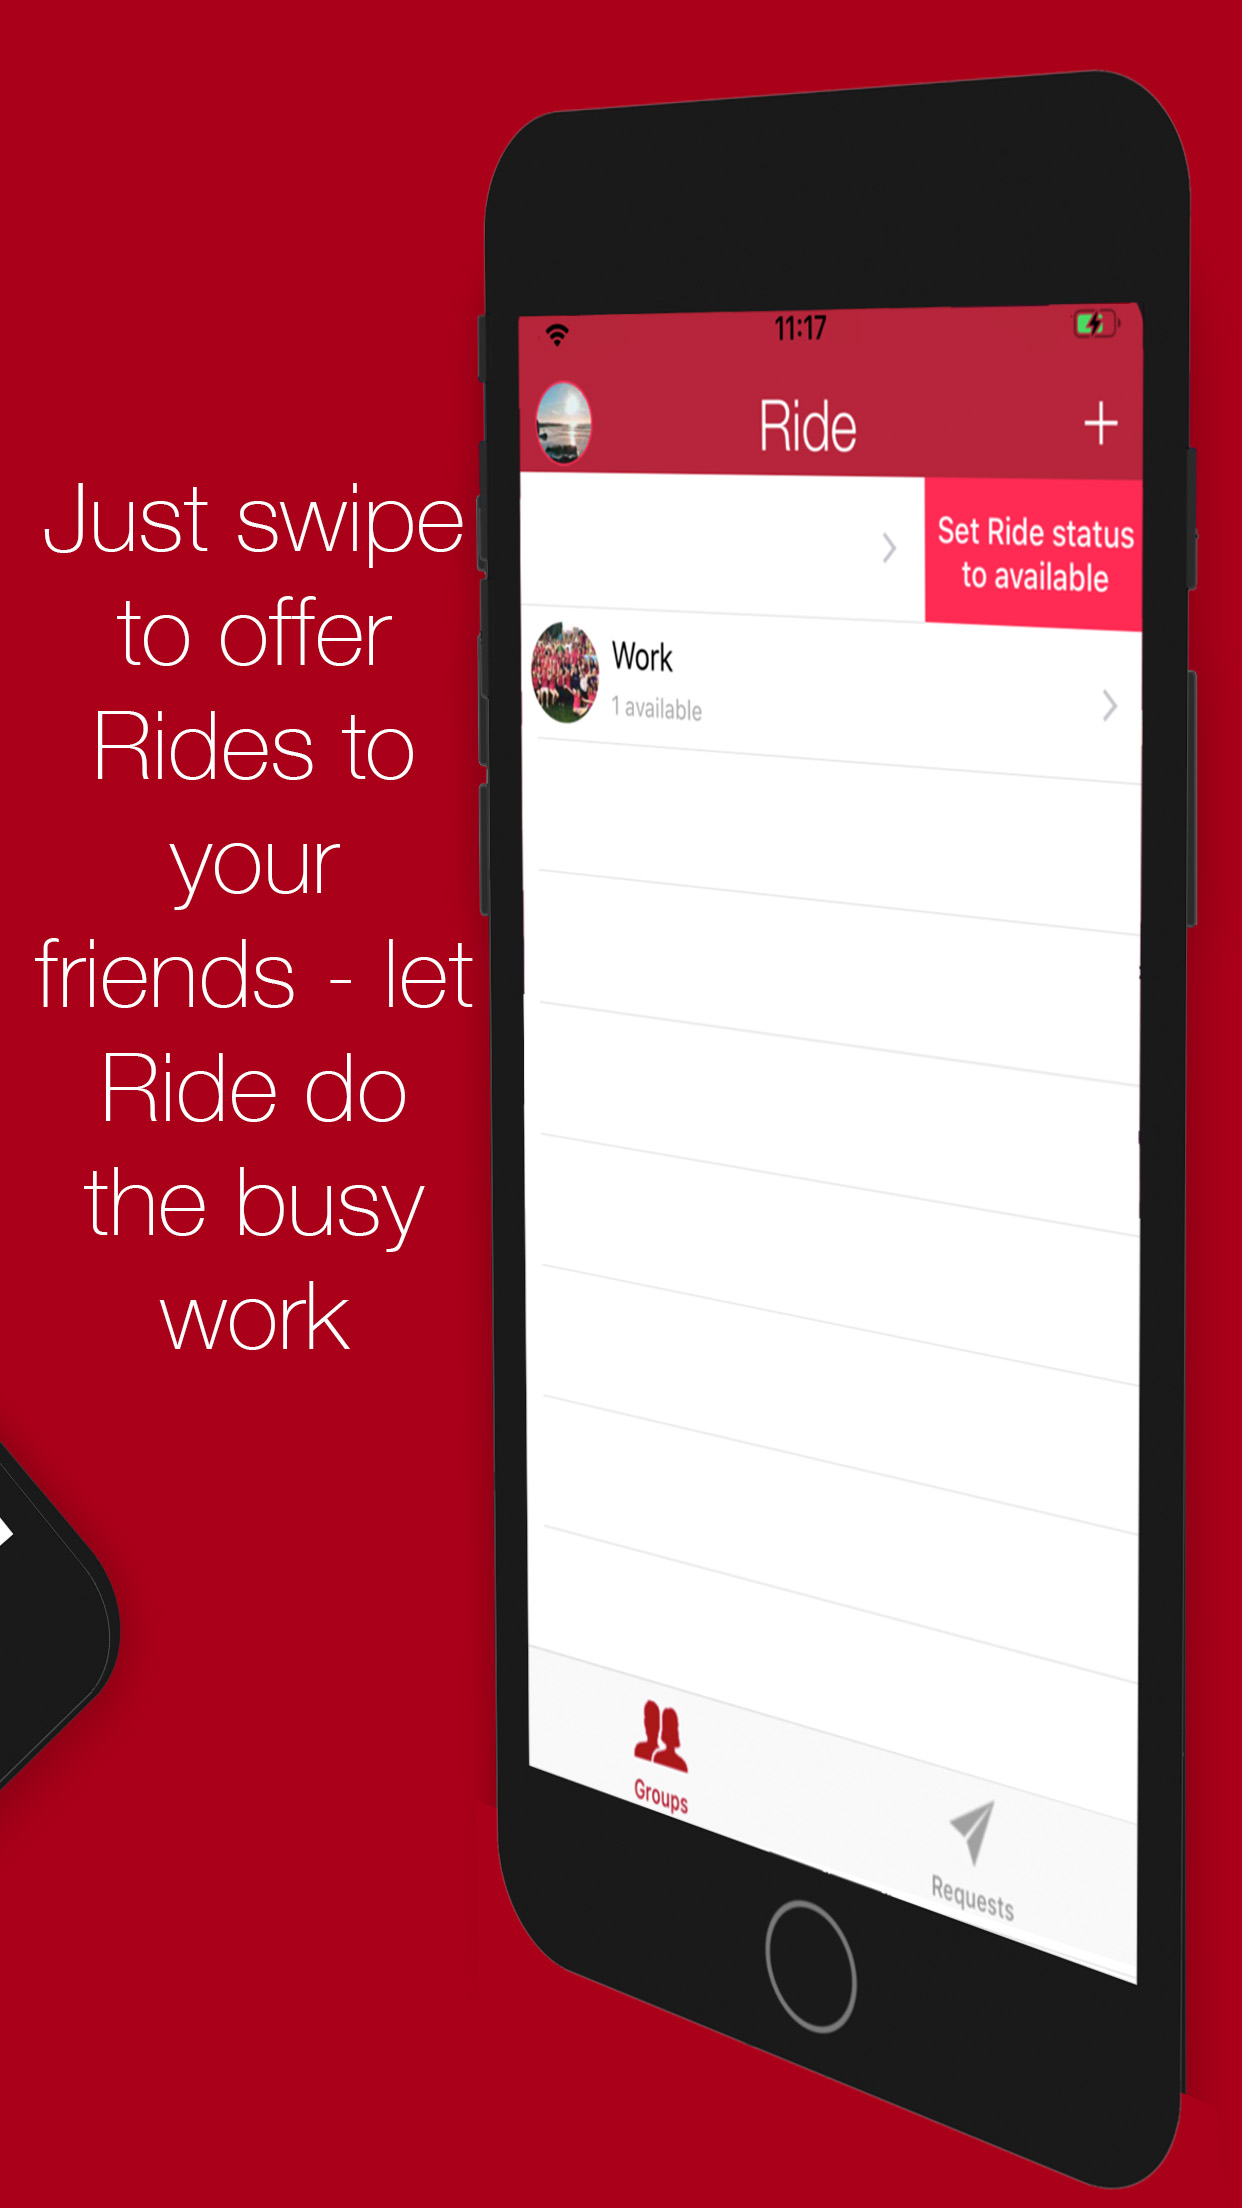 Just swipe
to offer
Rides to
your
friends - let
Ride do
the busy
work
11:17
Ride
Set Ride status
to available
Work
1 available
Groups
Requests